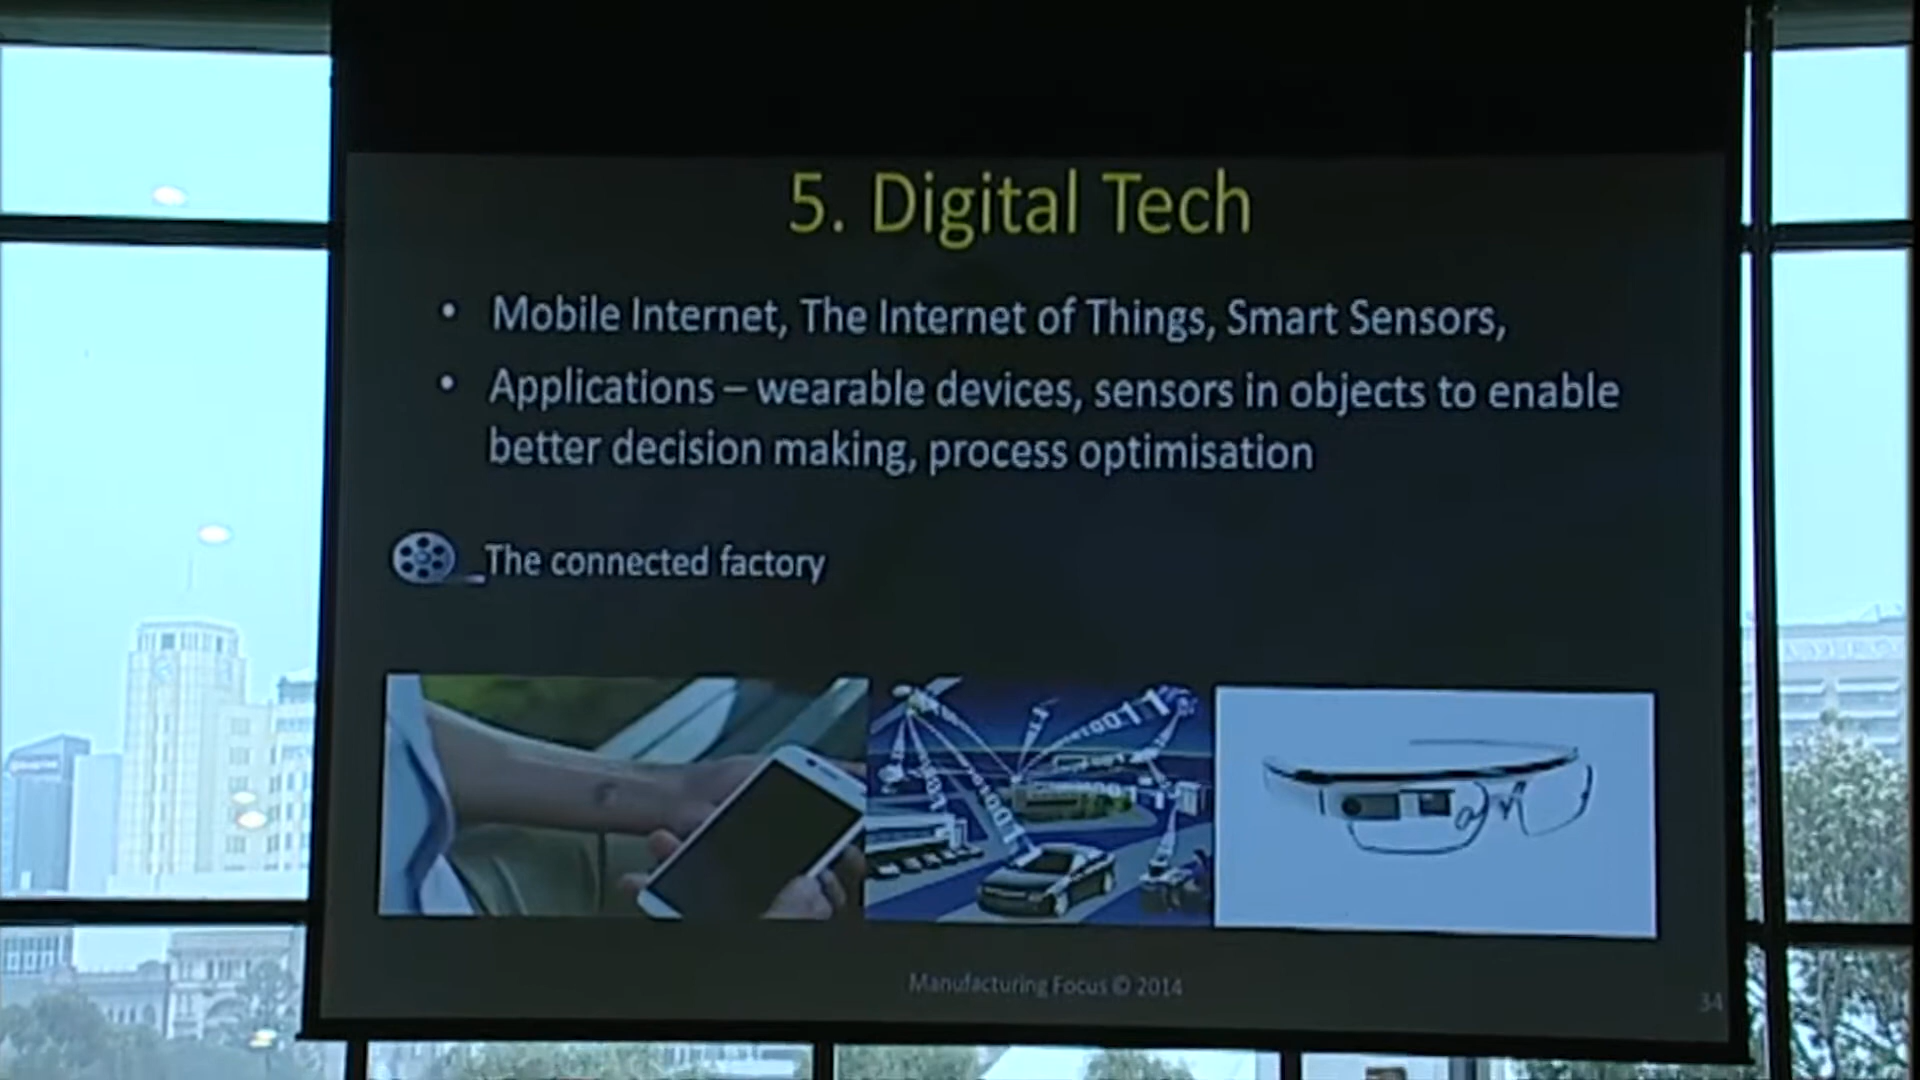 5. Digital Tech
• Mobile Internet, The Internet of Things, Smart Sensors,
• Applications – wearable devices, sensors in objects to enable
better decision making, process optimisation
The connected factory
Manufacturing Focus © 2014
34